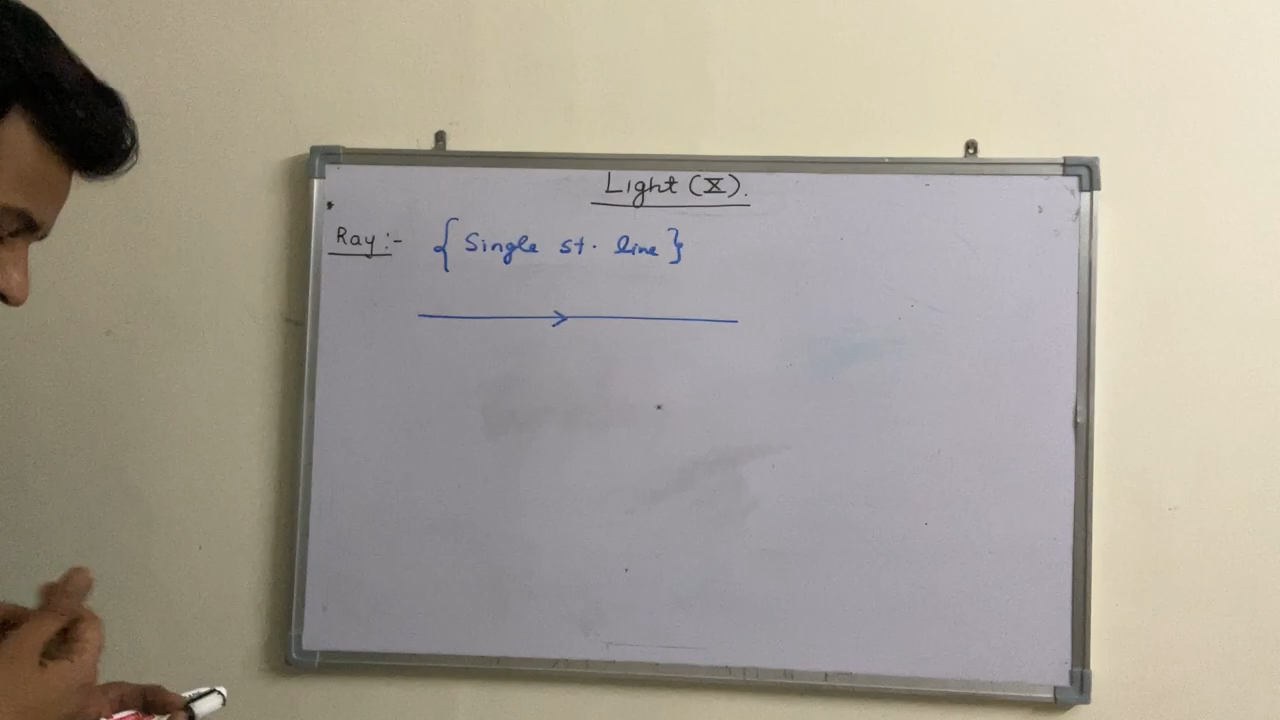 Light (X).
Ray :- { Single st. line }